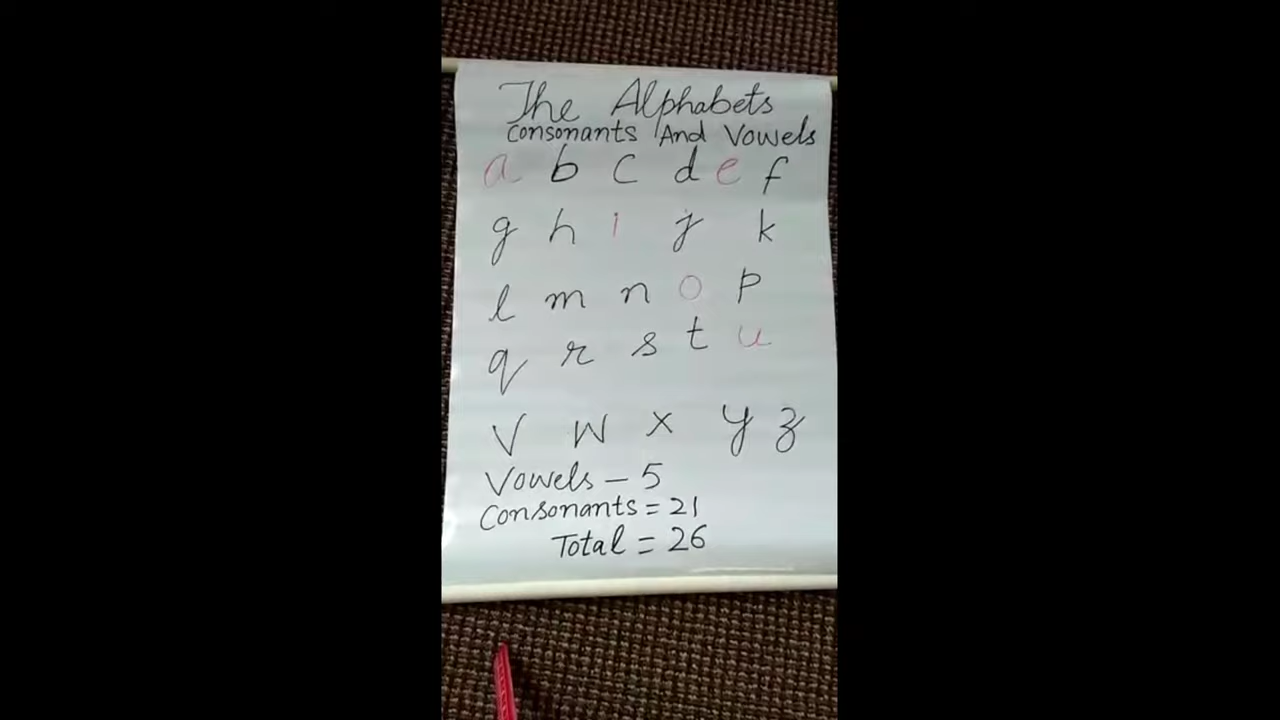 The Alphabets
Consonants And Vowels
a b c d e f
g h i j k
l m n o p
q r s t u
v w x y z
Vowels – 5
Consonants = 21
Total = 26